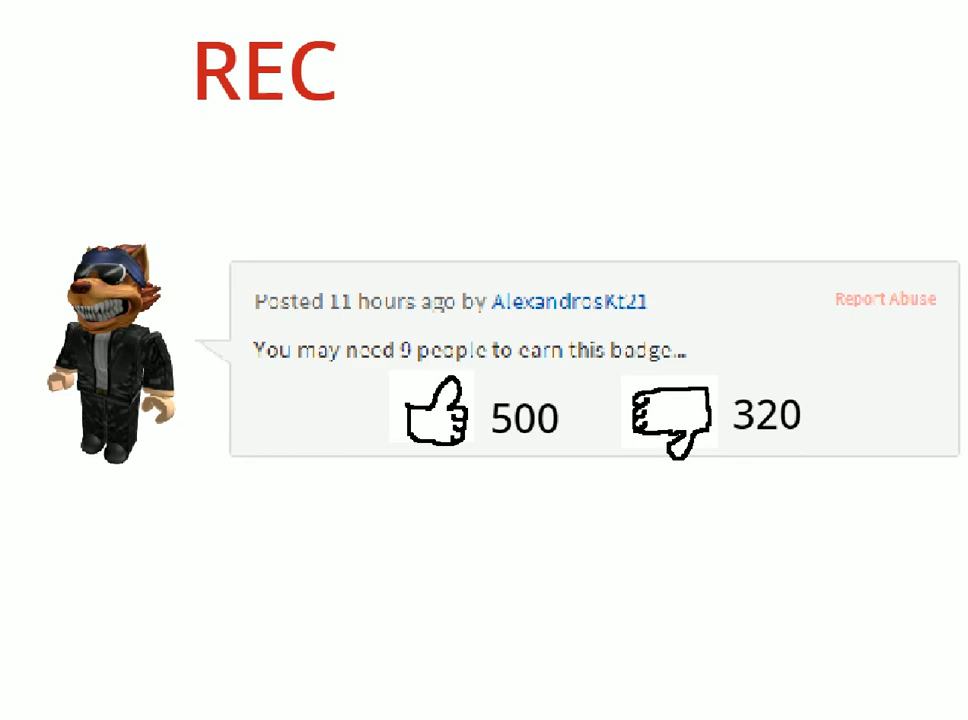 REC
Posted 11 hours ago by AlexandrosKt21
Report Abuse
You may need 9 people to earn this badge...
500
320